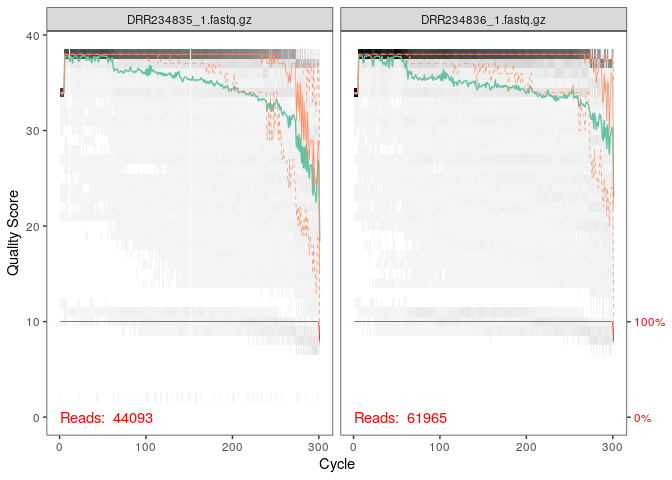 DRR234835_1.fastq.gz
DRR234836_1.fastq.gz
40
30
20
10
0
Quality Score
100%
0%
Reads: 44093
Reads: 61965
0
100
200
300
0
100
200
300
Cycle